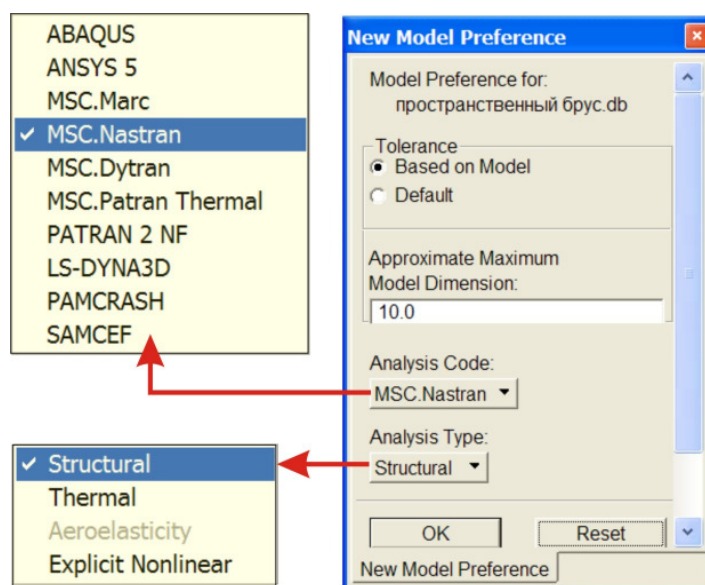 ABAQUS
ANSYS 5
MSC.Marc
MSC.Nastran
MSC.Dytran
MSC.Patran Thermal
PATRAN 2 NF
LS-DYNA3D
PAMCRASH
SAMCEF
Structural
Thermal
Aeroelasticity
Explicit Nonlinear
New Model Preference
Model Preference for:
пространственный брус.db
Tolerance
Based on Model
Default
Approximate Maximum
Model Dimension:
10.0
Analysis Code:
MSC.Nastran
Analysis Type:
Structural
OK Reset
New Model Preference